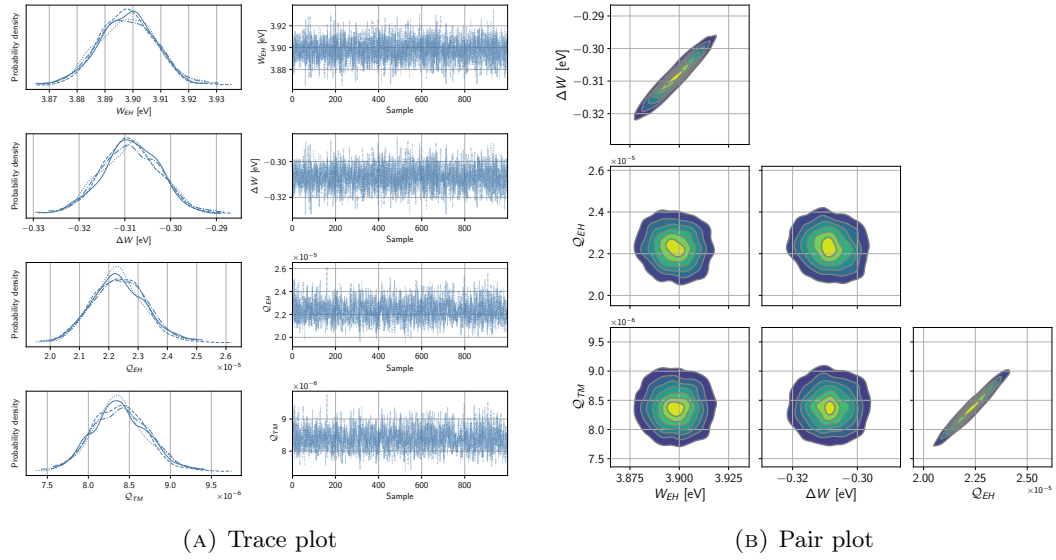 Probability density
3.87 3.88 3.89 3.90 3.91 3.92 3.93
W_EH [eV]
W_EH [eV]
3.92
3.90
3.88
0 200 400 600 800
Sample
Probability density
−0.33 −0.32 −0.31 −0.30 −0.29
ΔW [eV]
ΔW [eV]
−0.30
−0.32
0 200 400 600 800
Sample
Probability density
2.0 2.1 2.2 2.3 2.4 2.5 2.6
×10⁻⁵
Q_EH
×10⁻⁵
Q_EH
2.6
2.4
2.2
2.0
0 200 400 600 800
Sample
Probability density
7.5 8.0 8.5 9.0 9.5
×10⁻⁶
Q_TM
×10⁻⁶
Q_TM
9
8
0 200 400 600 800
Sample
(A) Trace plot
ΔW [eV]
−0.29
−0.30
−0.31
−0.32
×10⁻⁵
Q_EH
2.6
2.4
2.2
2.0
×10⁻⁶
Q_TM
9.5
9.0
8.5
8.0
7.5
3.875 3.900 3.925
W_EH [eV]
−0.32 −0.30
ΔW [eV]
2.00 2.25 2.50
×10⁻⁵
Q_EH
(B) Pair plot